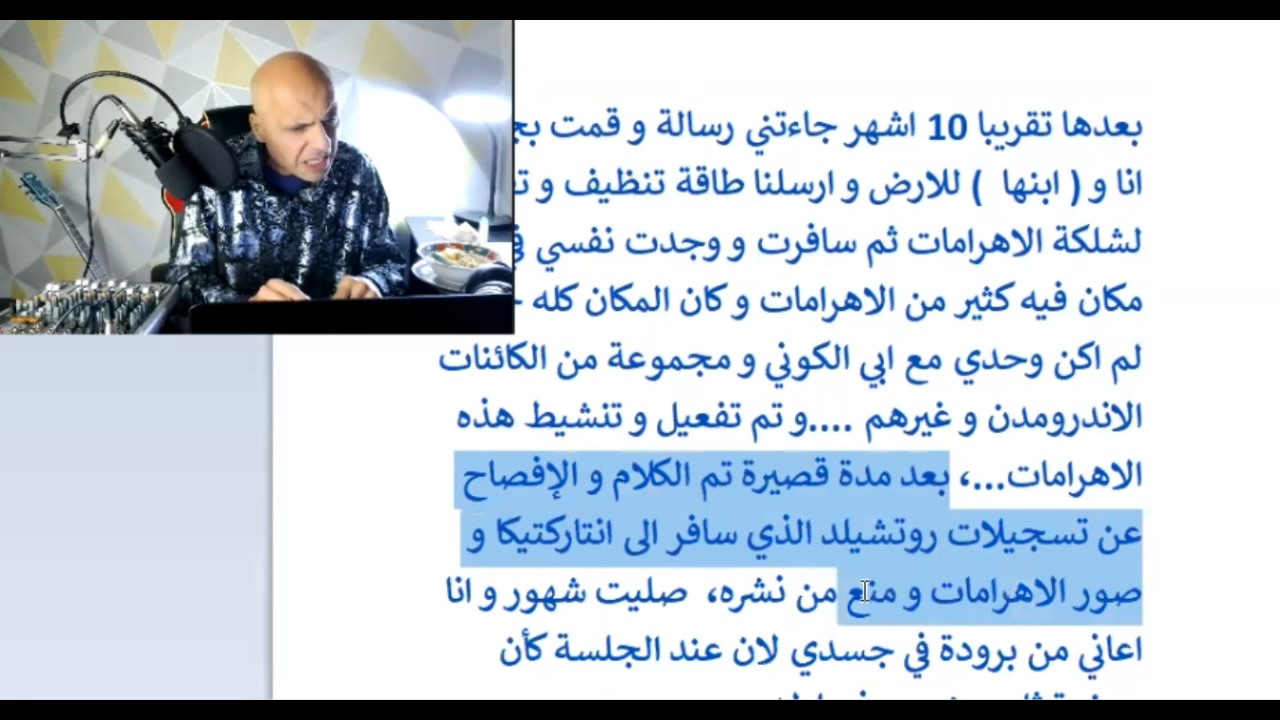 بعدها تقريبا 10 اشهر جاءتني رسالة و قمت
انا و ( ابنها ) للارض و ارسلنا طاقة تنظيف و
لشلكة الاهرامات ثم سافرت و وجدت نفسي
مكان فيه كثير من الاهرامات و كان المكان كله
لم اكن وحدي مع ابي الكوني و مجموعة من الكائنات
الاندرومدن و غيرهم ....و تم تفعيل و تنشيط هذه
الاهرامات...، بعد مدة قصيرة تم الكلام و الإفصاح
عن تسجيلات روتشيلد الذي سافر الى انتاركتيكا و
صور الاهرامات و منع من نشره، صليت شهور و انا
اعاني من برودة في جسدي لان عند الجلسة كأن